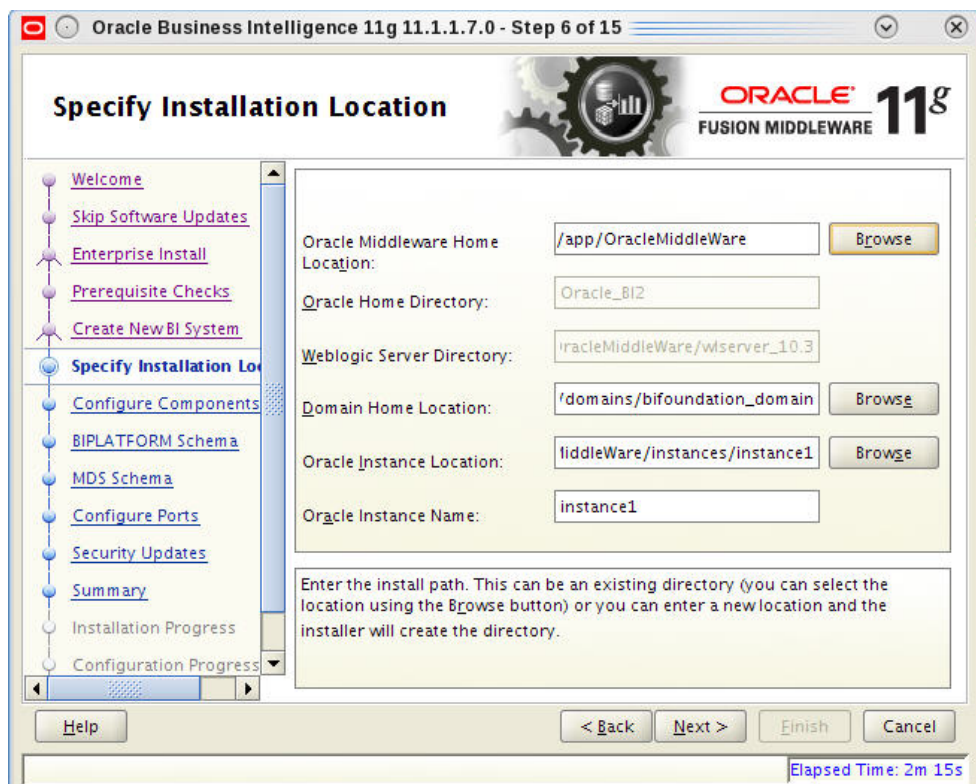 Oracle Business Intelligence 11g 11.1.1.7.0 - Step 6 of 15
Specify Installation Location
ORACLE
FUSION MIDDLEWARE 11g
Welcome
Skip Software Updates
Enterprise Install
Prerequisite Checks
Create New BI System
Specify Installation Lo
Configure Components
BIPLATFORM Schema
MDS Schema
Configure Ports
Security Updates
Summary
Installation Progress
Configuration Progress
Oracle Middleware Home
Location:
/app/OracleMiddleWare
Browse
Oracle Home Directory:
Oracle_BI2
Weblogic Server Directory:
racleMiddleWare/wlserver_10.3
Domain Home Location:
/domains/bifoundation_domain
Browse
Oracle Instance Location:
iddleWare/instances/instance1
Browse
Oracle Instance Name:
instance1
Enter the install path. This can be an existing directory (you can select the
location using the Browse button) or you can enter a new location and the
installer will create the directory.
Help
< Back
Next >
Finish
Cancel
Elapsed Time: 2m 15s